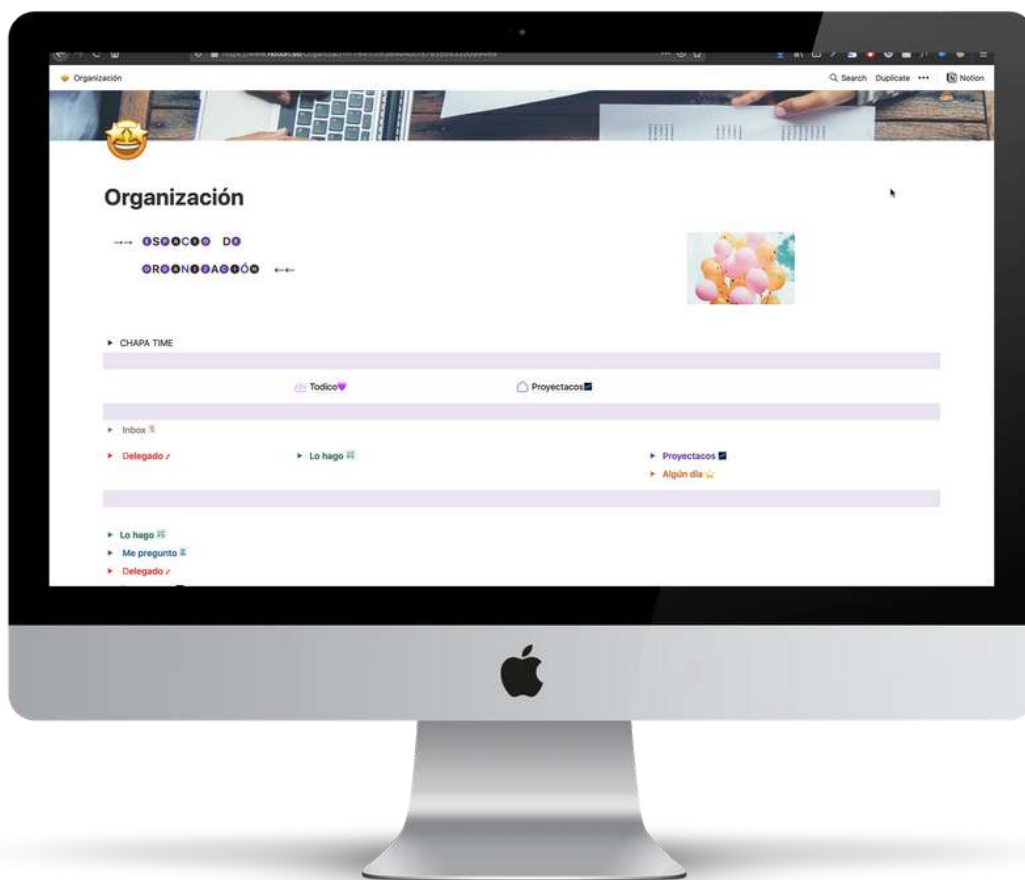 Organización
Search Duplicate ••• Notion
Organización
→→ ESPACIO DE
ORGANIZACIÓN ←←
CHAPA TIME
Todico💜 Proyectacos
Inbox
Delegado Lo hago Proyectacos
Algún día
Lo hago
Me pregunto
Delegado